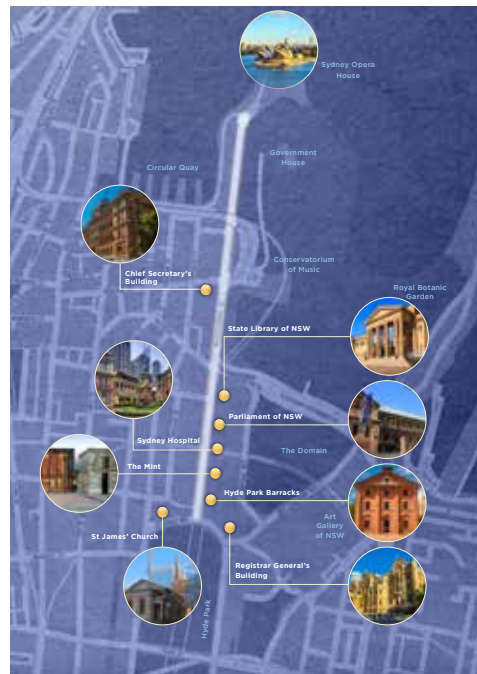 Sydney Opera
House
Government
House
Circular Quay
Conservatorium
of Music
Chief Secretary's
Building
Royal Botanic
Garden
State Library of NSW
Parliament of NSW
Sydney Hospital
The Domain
The Mint
Hyde Park Barracks
Art
Gallery
of NSW
St James' Church
Registrar General's
Building
Hyde Park